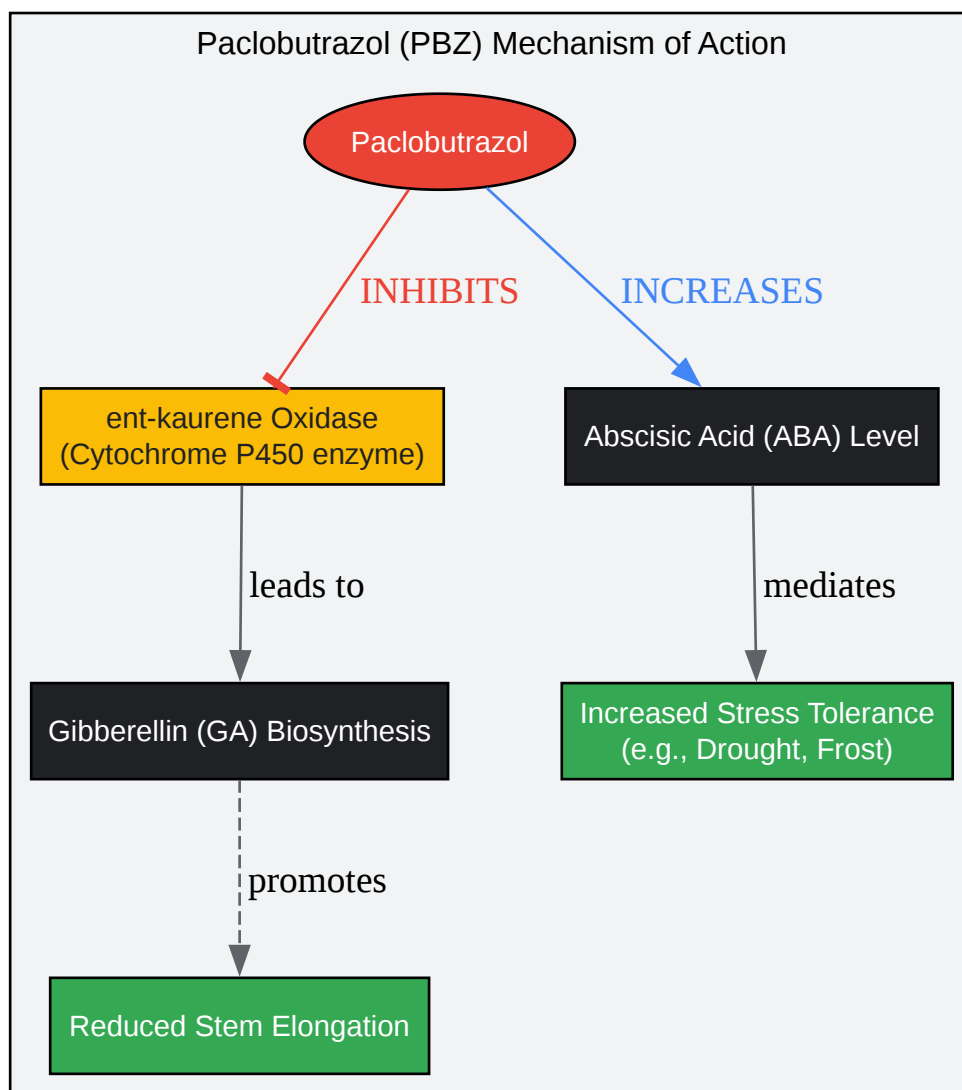 Paclobutrazol (PBZ) Mechanism of Action
Paclobutrazol
INHIBITS
INCREASES
ent-kaurene Oxidase
(Cytochrome P450 enzyme)
Abscisic Acid (ABA) Level
leads to
mediates
Gibberellin (GA) Biosynthesis
Increased Stress Tolerance
(e.g., Drought, Frost)
promotes
Reduced Stem Elongation